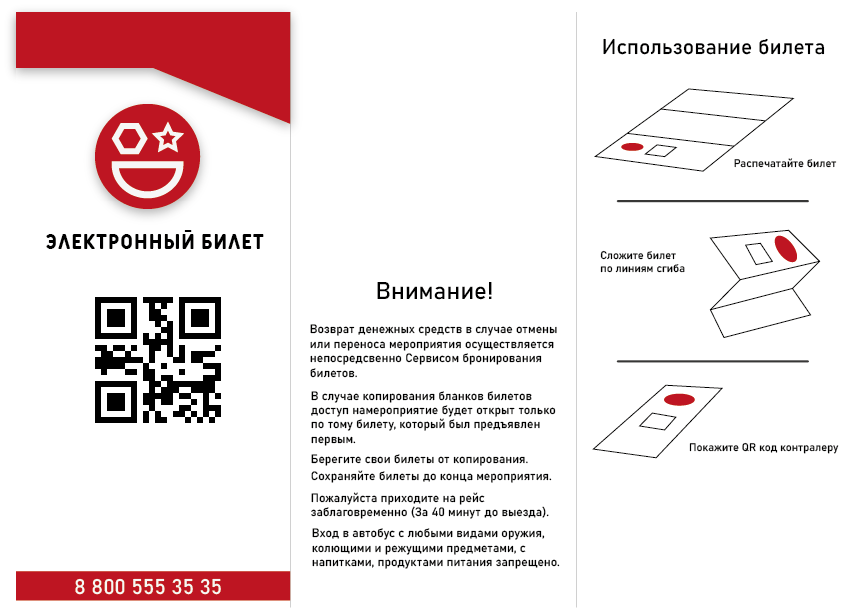 ЭЛЕКТРОННЫЙ БИЛЕТ
8 800 555 35 35
Внимание!
Возврат денежных средств в случае отмены
или переноса мероприятия осуществляется
непосредсвенно Сервисом бронирования
билетов.
В случае копирования бланков билетов
доступ намероприятие будет открыт только
по тому билету, который был предъявлен
первым.
Берегите свои билеты от копирования.
Сохраняйте билеты до конца мероприятия.
Пожалуйста приходите на рейс
заблаговременно (За 40 минут до выезда).
Вход в автобус с любыми видами оружия,
колющими и режущими предметами, с
напитками, продуктами питания запрещено.
Использование билета
Распечатайте билет
Сложите билет
по линиям сгиба
Покажите QR код контралеру